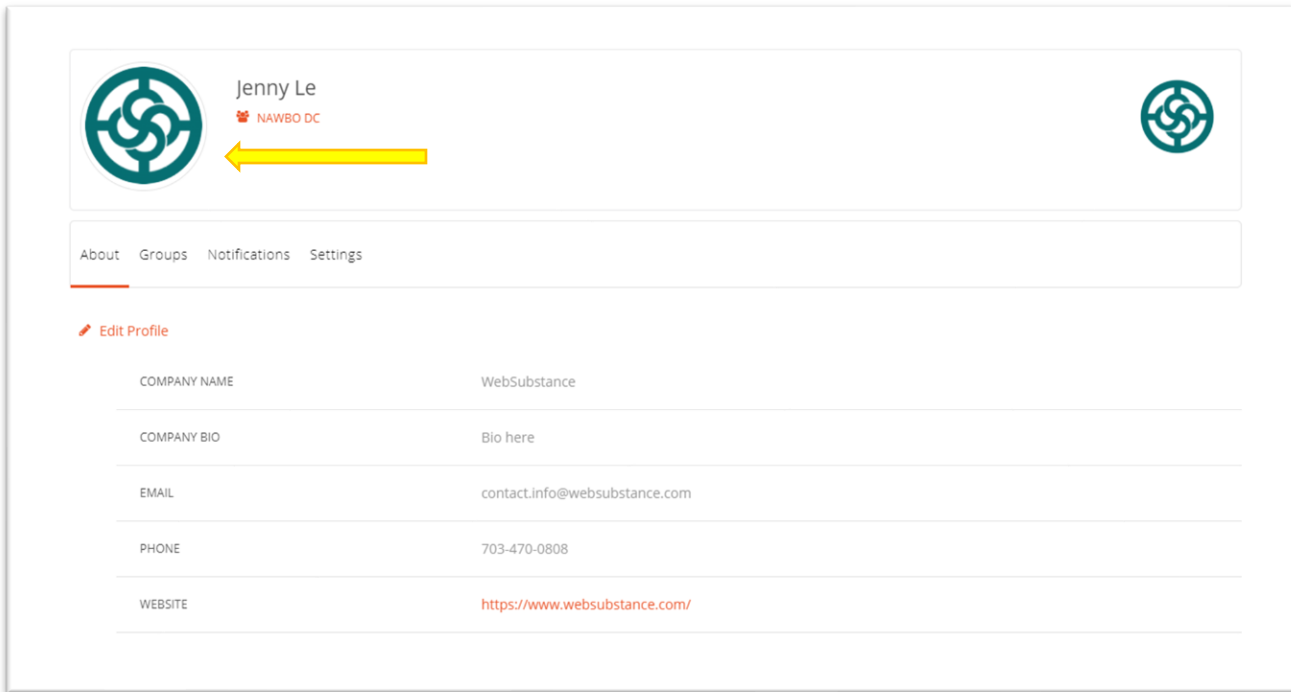 Jenny Le
NAWBO DC
About Groups Notifications Settings
Edit Profile
COMPANY NAME WebSubstance
COMPANY BIO Bio here
EMAIL contact.info@websubstance.com
PHONE 703-470-0808
WEBSITE https://www.websubstance.com/